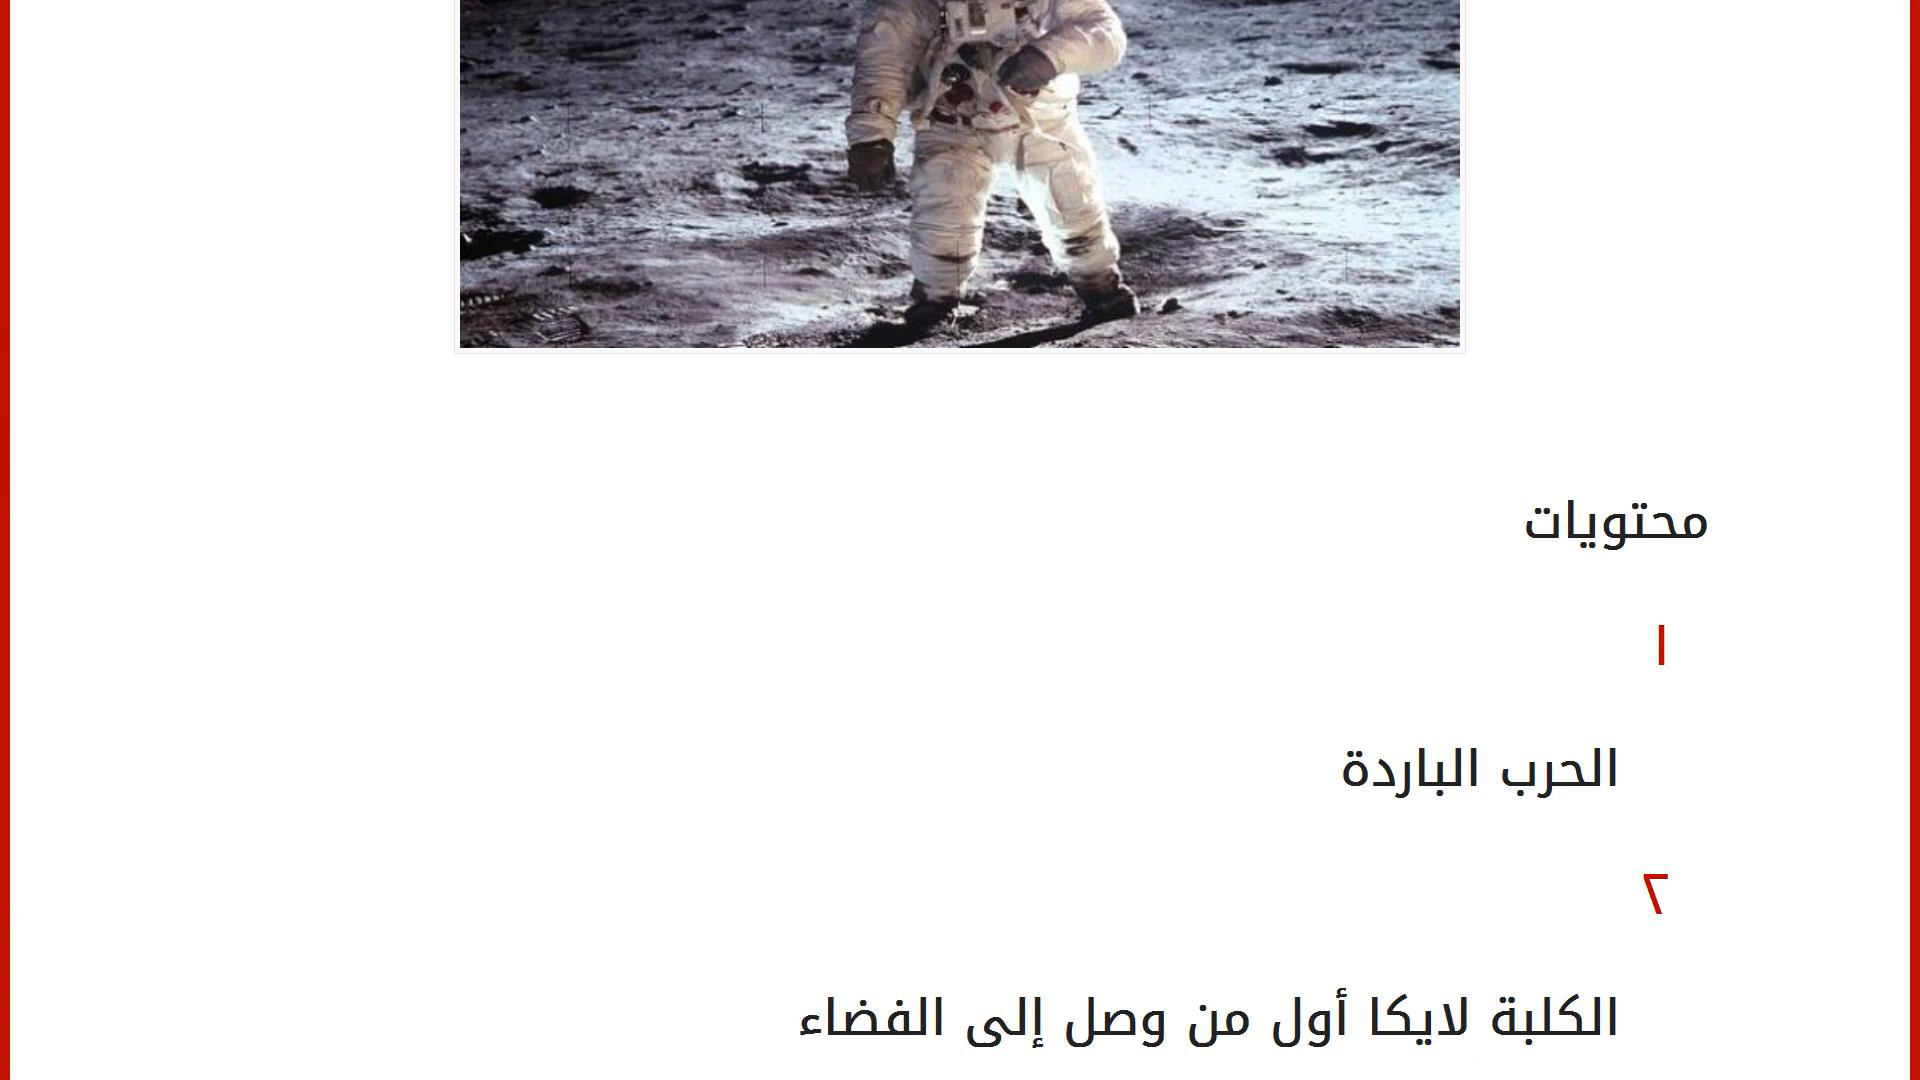 محتويات
١
الحرب الباردة
٢
الكلبة لايكا أول من وصل إلى الفضاء